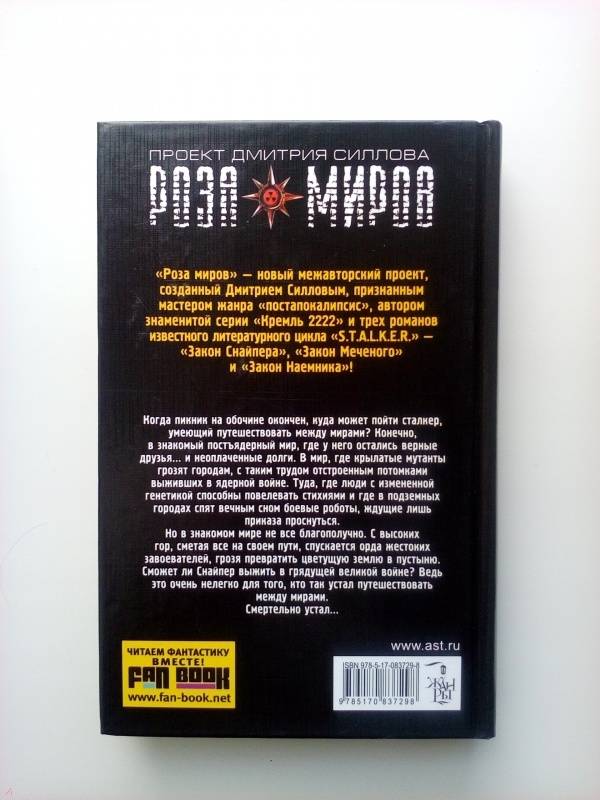 ПРОЕКТ ДМИТРИЯ СИЛЛОВА
РОЗА МИРОВ
«Роза миров» — новый межавторский проект,
созданный Дмитрием Силловым, признанным
мастером жанра «постапокалипсис», автором
знаменитой серии «Кремль 2222» и трех романов
известного литературного цикла «S.T.A.L.K.E.R.» —
«Закон Снайпера», «Закон Меченого»
и «Закон Наемника»!
Когда пикник на обочине окончен, куда может пойти сталкер,
умеющий путешествовать между мирами? Конечно,
в знакомый постъядерный мир, где у него остались верные
друзья... и неоплаченные долги. В мир, где крылатые мутанты
грозят городам, с таким трудом отстроенным потомками
выживших в ядерной войне. Туда, где люди с измененной
генетикой способны повелевать стихиями и где в подземных
городах спят вечным сном боевые роботы, ждущие лишь
приказа проснуться.
Но в знакомом мире не все благополучно. С высоких
гор, сметая все на своем пути, спускается орда жестоких
завоевателей, грозя превратить цветущую землю в пустыню.
Сможет ли Снайпер выжить в грядущей великой войне? Ведь
это очень нелегко для того, кто так устал путешествовать
между мирами.
Смертельно устал...
ЧИТАЕМ ФАНТАСТИКУ
ВМЕСТЕ!
FAN BOOK
www.fan-book.net
www.ast.ru
ISBN 978-5-17-083729-8
9785170837298
ЖАНРЫ